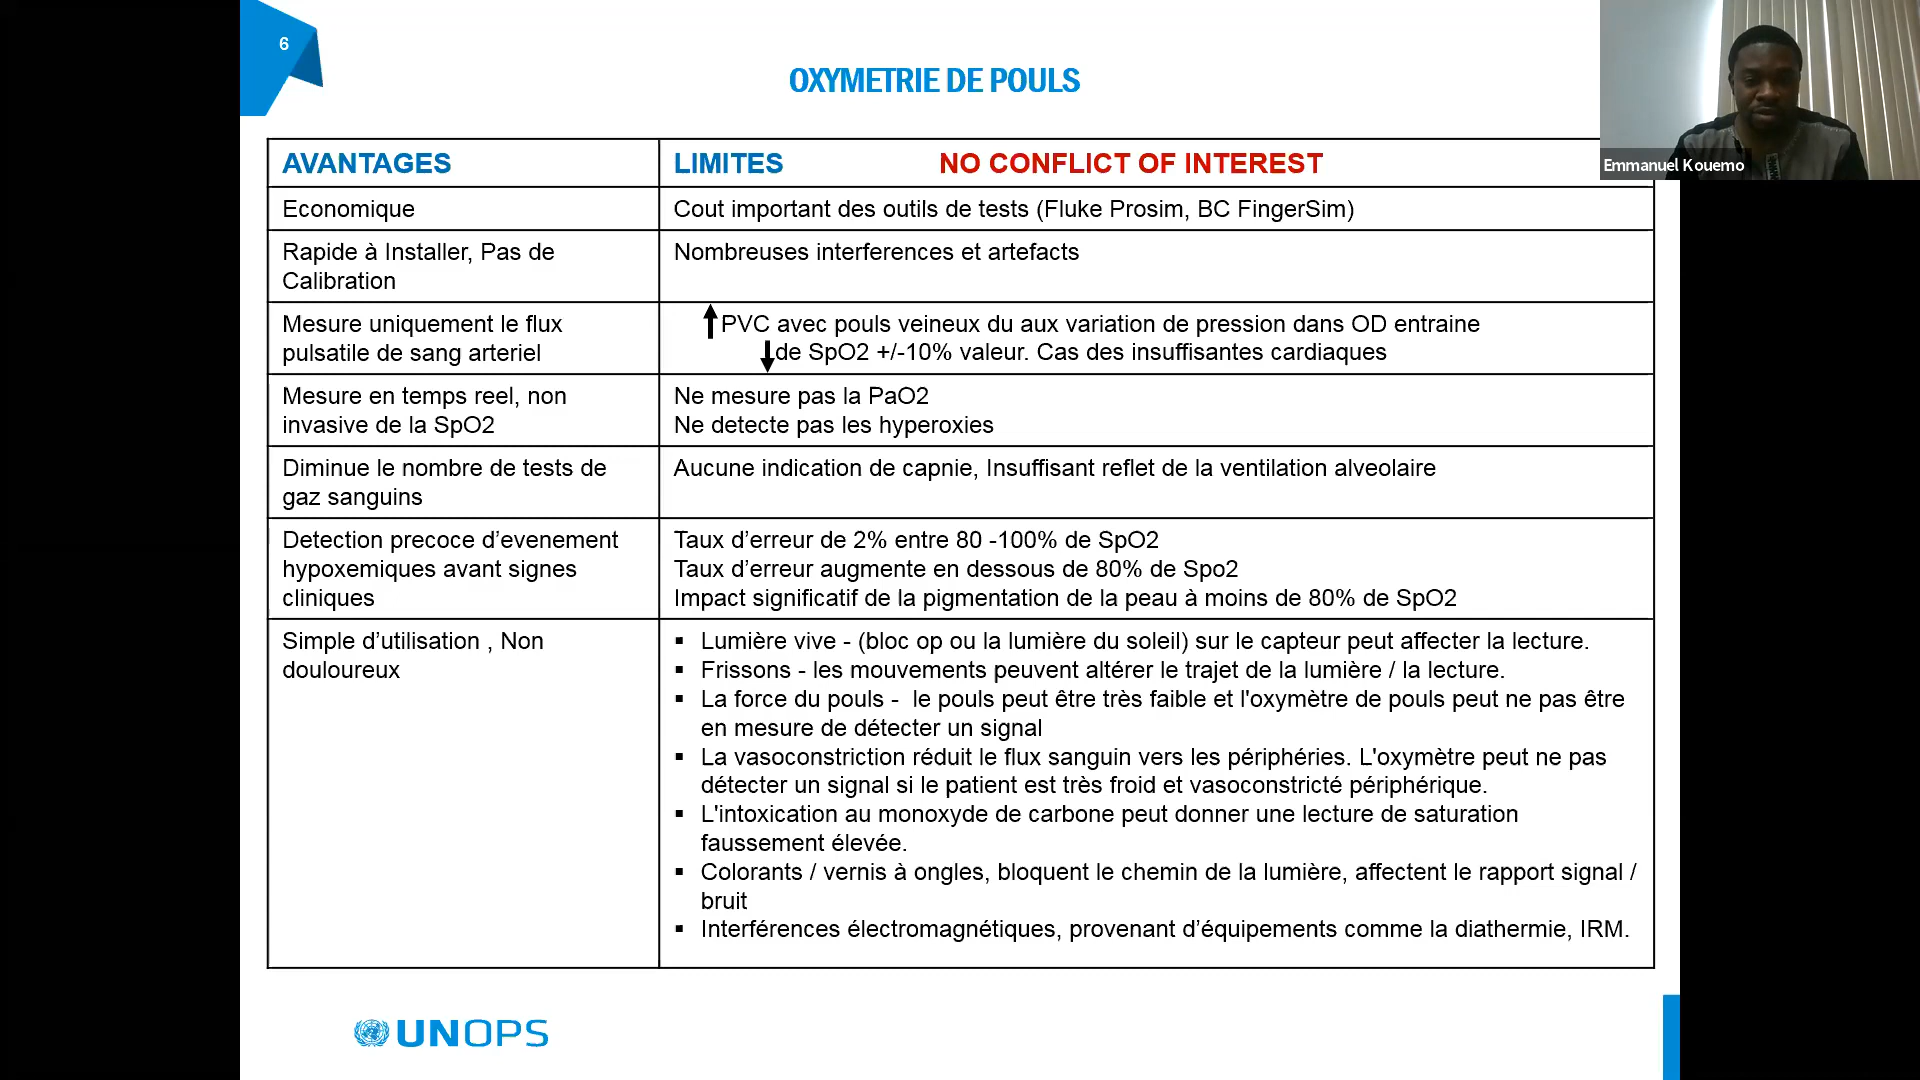 6
OXYMETRIE DE POULS
AVANTAGES
LIMITES NO CONFLICT OF INTEREST
Emmanuel Kouemo
Economique
Cout important des outils de tests (Fluke Prosim, BC FingerSim)
Rapide à Installer, Pas de
Calibration
Nombreuses interferences et artefacts
Mesure uniquement le flux
pulsatile de sang arteriel
PVC avec pouls veineux du aux variation de pression dans OD entraine
de SpO2 +/-10% valeur. Cas des insuffisantes cardiaques
Mesure en temps reel, non
invasive de la SpO2
Ne mesure pas la PaO2
Ne detecte pas les hyperoxies
Diminue le nombre de tests de
gaz sanguins
Aucune indication de capnie, Insuffisant reflet de la ventilation alveolaire
Detection precoce d’evenement
hypoxemiques avant signes
cliniques
Taux d’erreur de 2% entre 80 -100% de SpO2
Taux d’erreur augmente en dessous de 80% de Spo2
Impact significatif de la pigmentation de la peau à moins de 80% de SpO2
Simple d’utilisation , Non
douloureux
▪ Lumière vive - (bloc op ou la lumière du soleil) sur le capteur peut affecter la lecture.
▪ Frissons - les mouvements peuvent altérer le trajet de la lumière / la lecture.
▪ La force du pouls - le pouls peut être très faible et l'oxymètre de pouls peut ne pas être
en mesure de détecter un signal
▪ La vasoconstriction réduit le flux sanguin vers les périphéries. L'oxymètre peut ne pas
détecter un signal si le patient est très froid et vasoconstricté périphérique.
▪ L'intoxication au monoxyde de carbone peut donner une lecture de saturation
faussement élevée.
▪ Colorants / vernis à ongles, bloquent le chemin de la lumière, affectent le rapport signal /
bruit
▪ Interférences électromagnétiques, provenant d’équipements comme la diathermie, IRM.
UNOPS